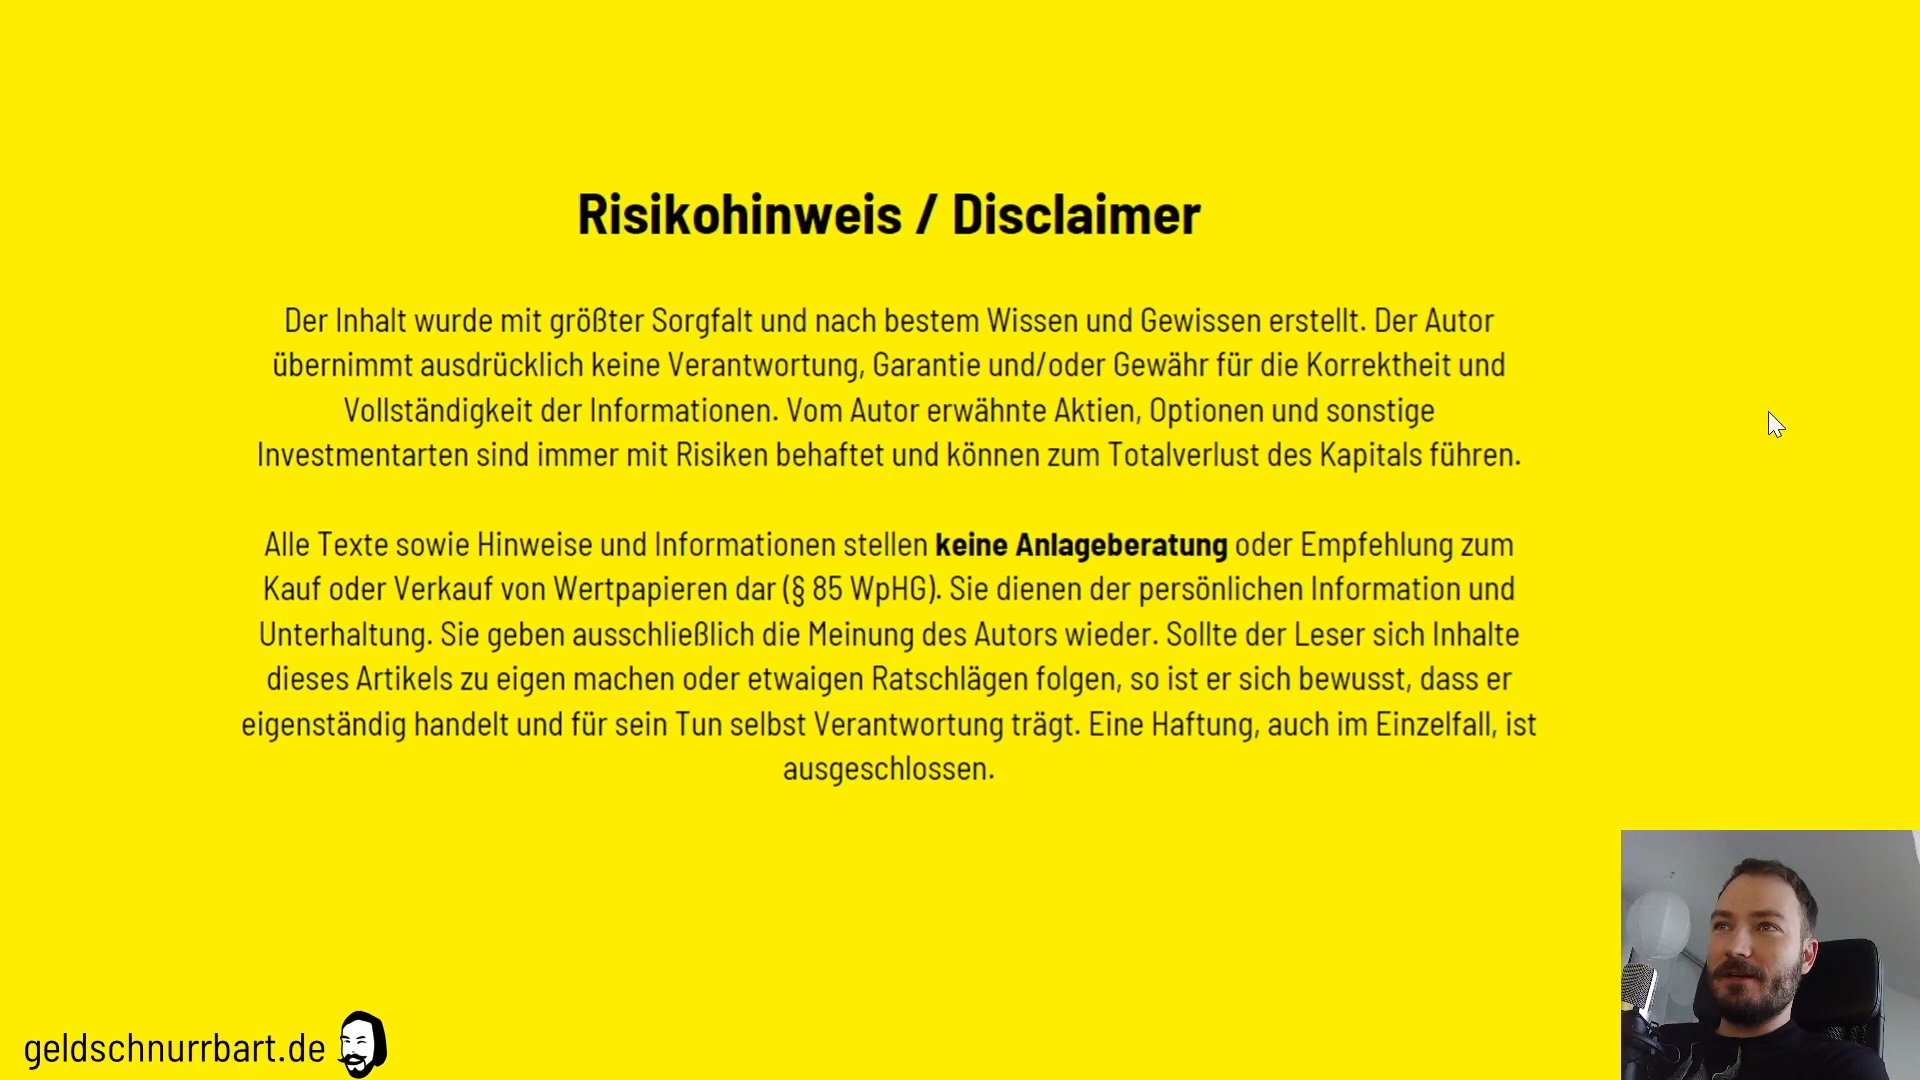 Risikohinweis / Disclaimer
Der Inhalt wurde mit größter Sorgfalt und nach bestem Wissen und Gewissen erstellt. Der Autor
übernimmt ausdrücklich keine Verantwortung, Garantie und/oder Gewähr für die Korrektheit und
Vollständigkeit der Informationen. Vom Autor erwähnte Aktien, Optionen und sonstige
Investmentarten sind immer mit Risiken behaftet und können zum Totalverlust des Kapitals führen.
Alle Texte sowie Hinweise und Informationen stellen keine Anlageberatung oder Empfehlung zum
Kauf oder Verkauf von Wertpapieren dar (§ 85 WpHG). Sie dienen der persönlichen Information und
Unterhaltung. Sie geben ausschließlich die Meinung des Autors wieder. Sollte der Leser sich Inhalte
dieses Artikels zu eigen machen oder etwaigen Ratschlägen folgen, so ist er sich bewusst, dass er
eigenständig handelt und für sein Tun selbst Verantwortung trägt. Eine Haftung, auch im Einzelfall, ist
ausgeschlossen.
geldschnurrbart.de